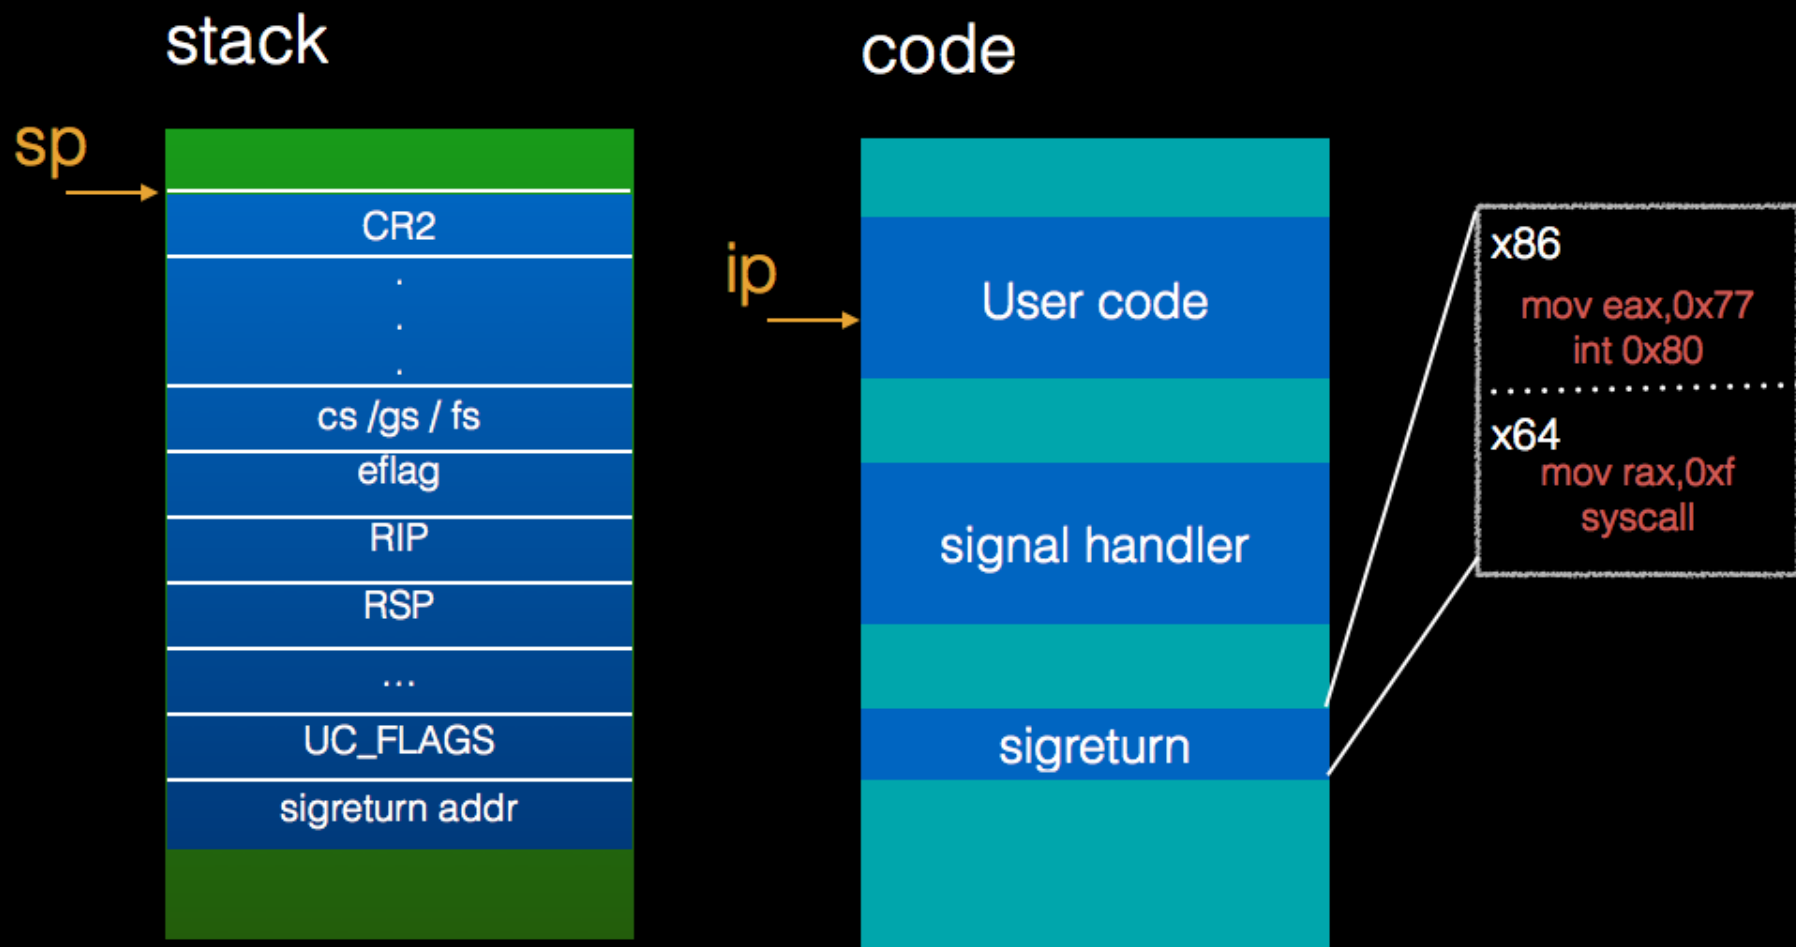 stack
sp
CR2
.
.
.
cs /gs / fs
eflag
RIP
RSP
...
UC_FLAGS
sigreturn addr
code
ip
User code
signal handler
sigreturn
x86
mov eax,0x77
int 0x80
x64
mov rax,0xf
syscall